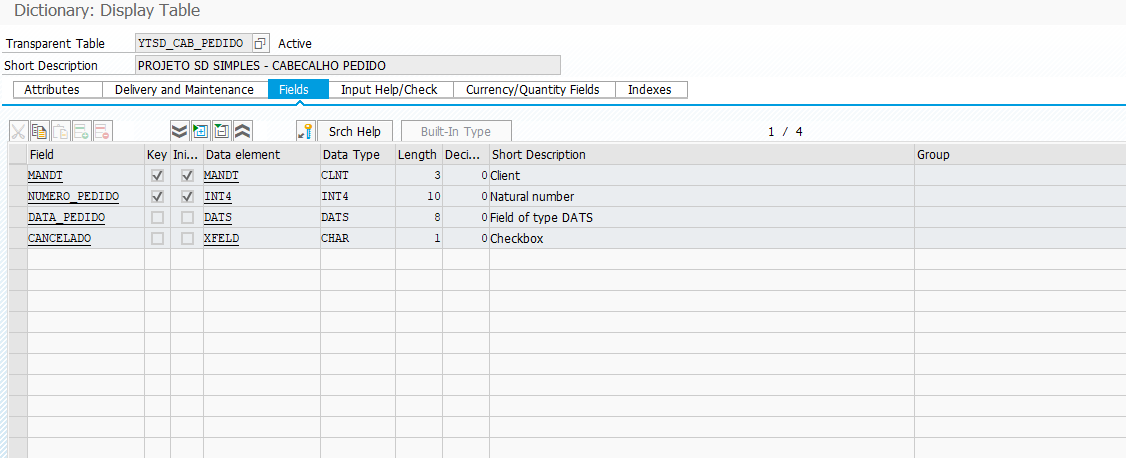 Dictionary: Display Table
Transparent Table YTSD_CAB_PEDIDO Active
Short Description PROJETO SD SIMPLES - CABECALHO PEDIDO
Attributes Delivery and Maintenance Fields Input Help/Check Currency/Quantity Fields Indexes
Srch Help Built-In Type 1 / 4
Field Key Ini... Data element Data Type Length Deci... Short Description Group
MANDT MANDT CLNT 3 0 Client
NUMERO_PEDIDO INT4 INT4 10 0 Natural number
DATA_PEDIDO DATS DATS 8 0 Field of type DATS
CANCELADO XFELD CHAR 1 0 Checkbox